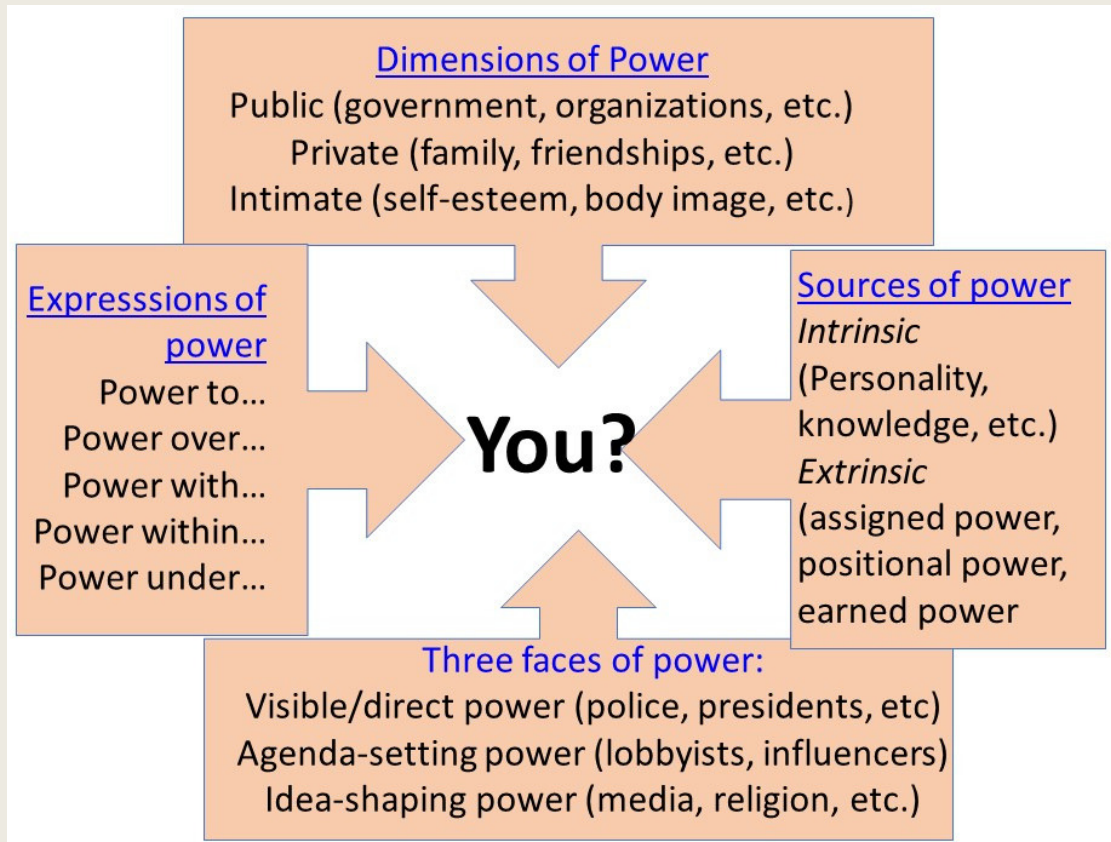 Dimensions of Power
Public (government, organizations, etc.)
Private (family, friendships, etc.)
Intimate (self-esteem, body image, etc.)
Expresssions of
power
Power to…
Power over…
Power with…
Power within…
Power under…
You?
Sources of power
Intrinsic
(Personality,
knowledge, etc.)
Extrinsic
(assigned power,
positional power,
earned power
Three faces of power:
Visible/direct power (police, presidents, etc)
Agenda-setting power (lobbyists, influencers)
Idea-shaping power (media, religion, etc.)